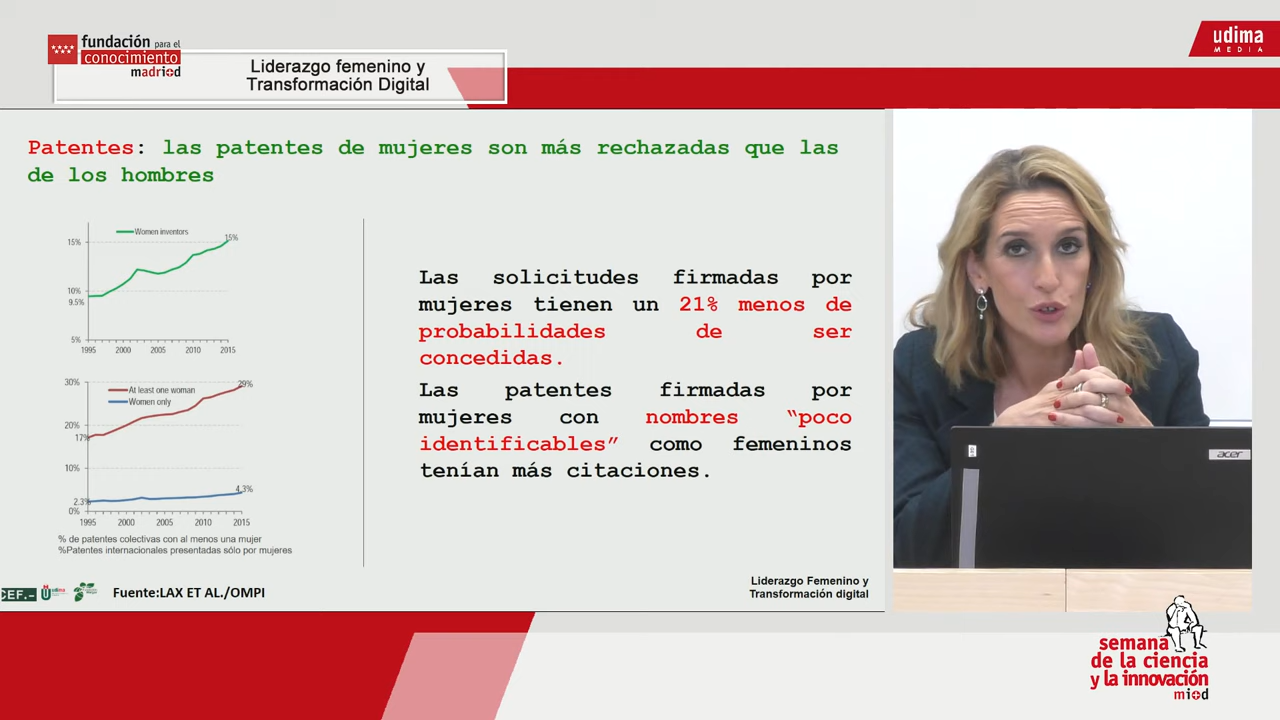 fundación para el
conocimiento
madri+d
Liderazgo femenino y
Transformación Digital
udima
MEDIA
Patentes: las patentes de mujeres son más rechazadas que las
de los hombres
Women inventors
15%
15%
10%
9.5%
5%
1995 2000 2005 2010 2015
30%
29%
At least one woman
Women only
20%
17%
10%
4.3%
2.3%
0%
1995 2000 2005 2010 2015
% de patentes colectivas con al menos una mujer
%Patentes internacionales presentadas sólo por mujeres
Las solicitudes firmadas por
mujeres tienen un 21% menos de
probabilidades de ser
concedidas.
Las patentes firmadas por
mujeres con nombres “poco
identificables” como femeninos
tenían más citaciones.
CEF.-
udima
Fuente:LAX ET AL./OMPI
Liderazgo Femenino y
Transformación digital
acer
semana
de la ciencia
y la innovación
mi+d